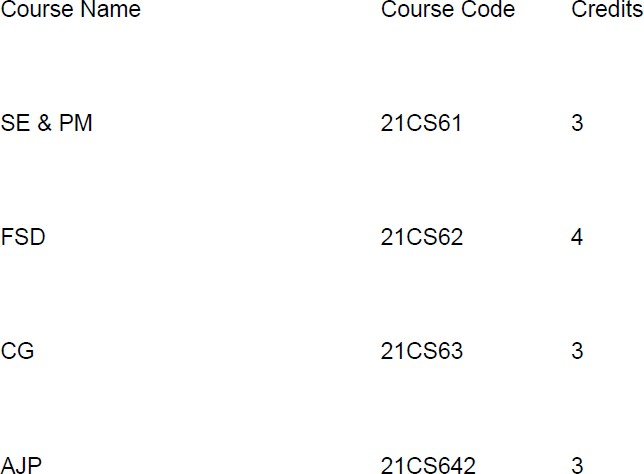 Course Name Course Code Credits
SE & PM 21CS61 3
FSD 21CS62 4
CG 21CS63 3
AJP 21CS642 3